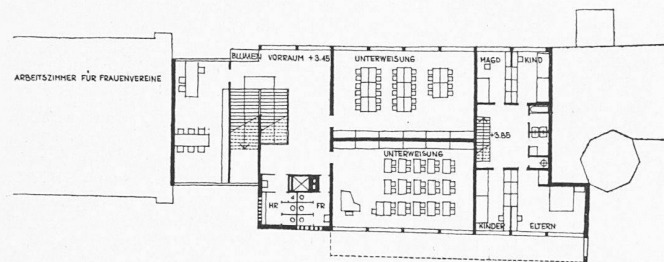 BLUMEN VORRAUM +3.45 UNTERWEISUNG MAGD KIND
ARBEITSZIMMER FÜR FRAUENVEREINE
+3.85
UNTERWEISUNG
HR FR
KINDER ELTERN